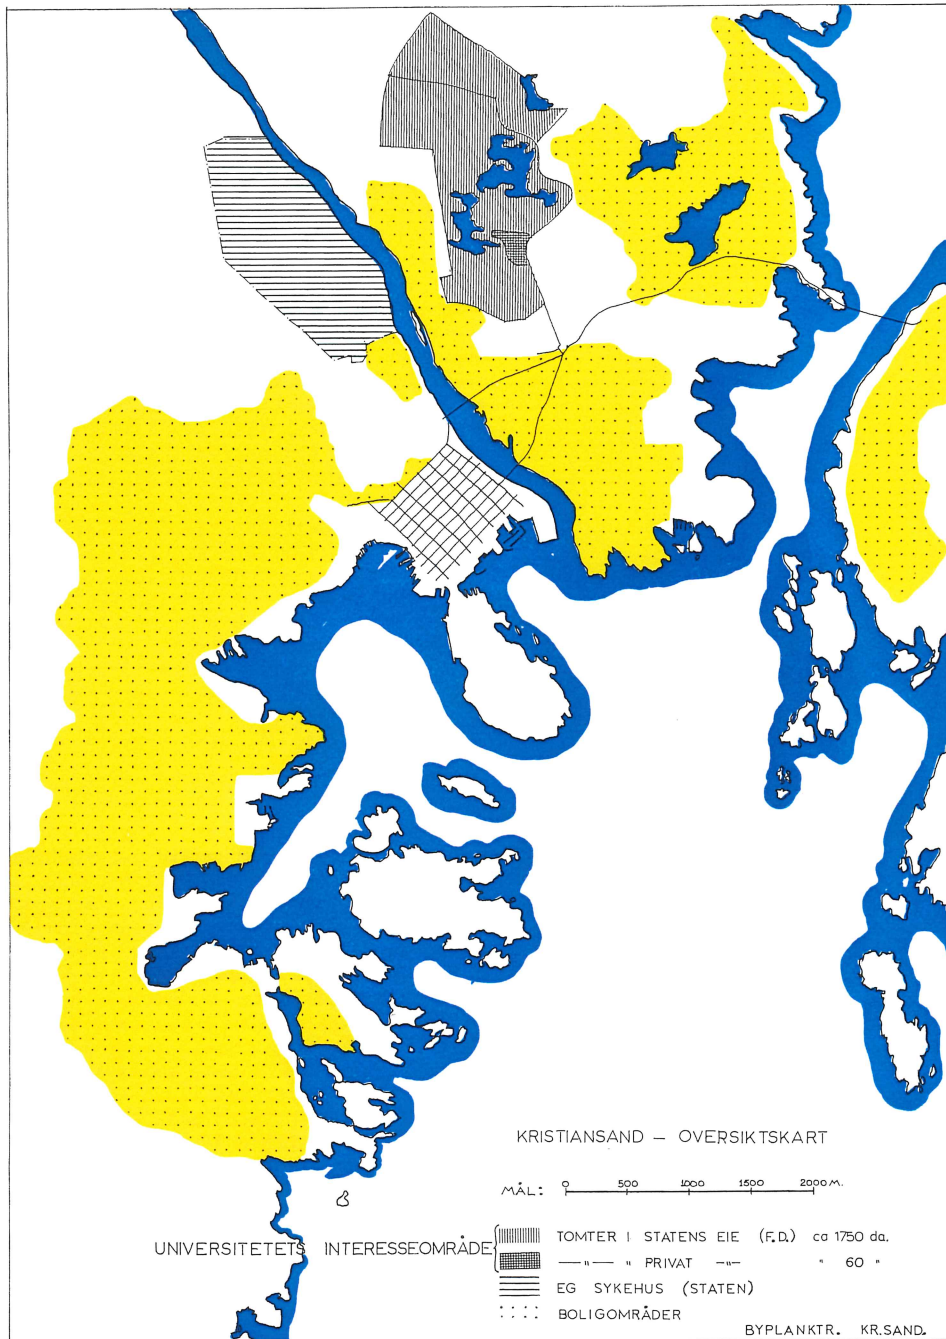 KRISTIANSAND – OVERSIKTSKART
MÅL: 0 500 1000 1500 2000 M.
UNIVERSITETETS INTERESSEOMRÅDE
TOMTER I STATENS EIE (F.D.) ca 1750 da.
—"— " PRIVAT —"— " 60 "
EG SYKEHUS (STATEN)
BOLIGOMRÅDER
BYPLANKTR. KR.SAND.